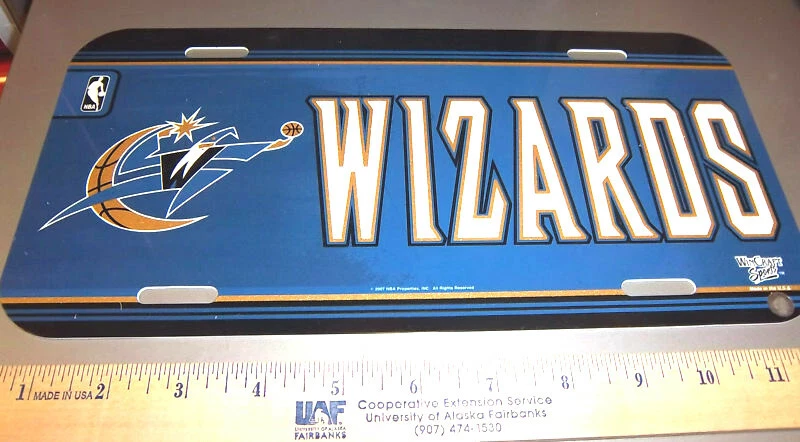 NBA
WIZARDS
WINCRAFT
Sports™
© 2007 NBA Properties, INC All Rights Reserved
Made in the U.S.A.
1 MADE IN USA 2 3 4 5 6 7 8 9 10 11
UAF
UNIVERSITY OF ALASKA
FAIRBANKS
Cooperative Extension Service
University of Alaska Fairbanks
(907) 474-1530